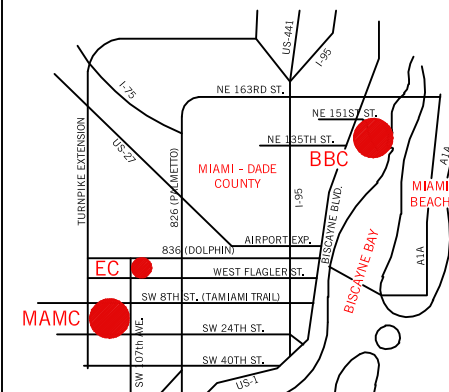 US-441
I-95
I-75
NE 163RD ST.
NE 151ST ST.
NE 135TH ST.
BBC
A1A
US-27
MIAMI - DADE
COUNTY
MIAMI
BEACH
TURNPIKE EXTENSION
826 (PALMETTO)
I-95
BISCAYNE BLVD.
AIRPORT EXP.
836 (DOLPHIN)
BISCAYNE BAY
A1A
EC
WEST FLAGLER ST.
SW 8TH ST. (TAMIAMI TRAIL)
MAMC
SW 107th AVE.
SW 24TH ST.
SW 40TH ST.
US-1